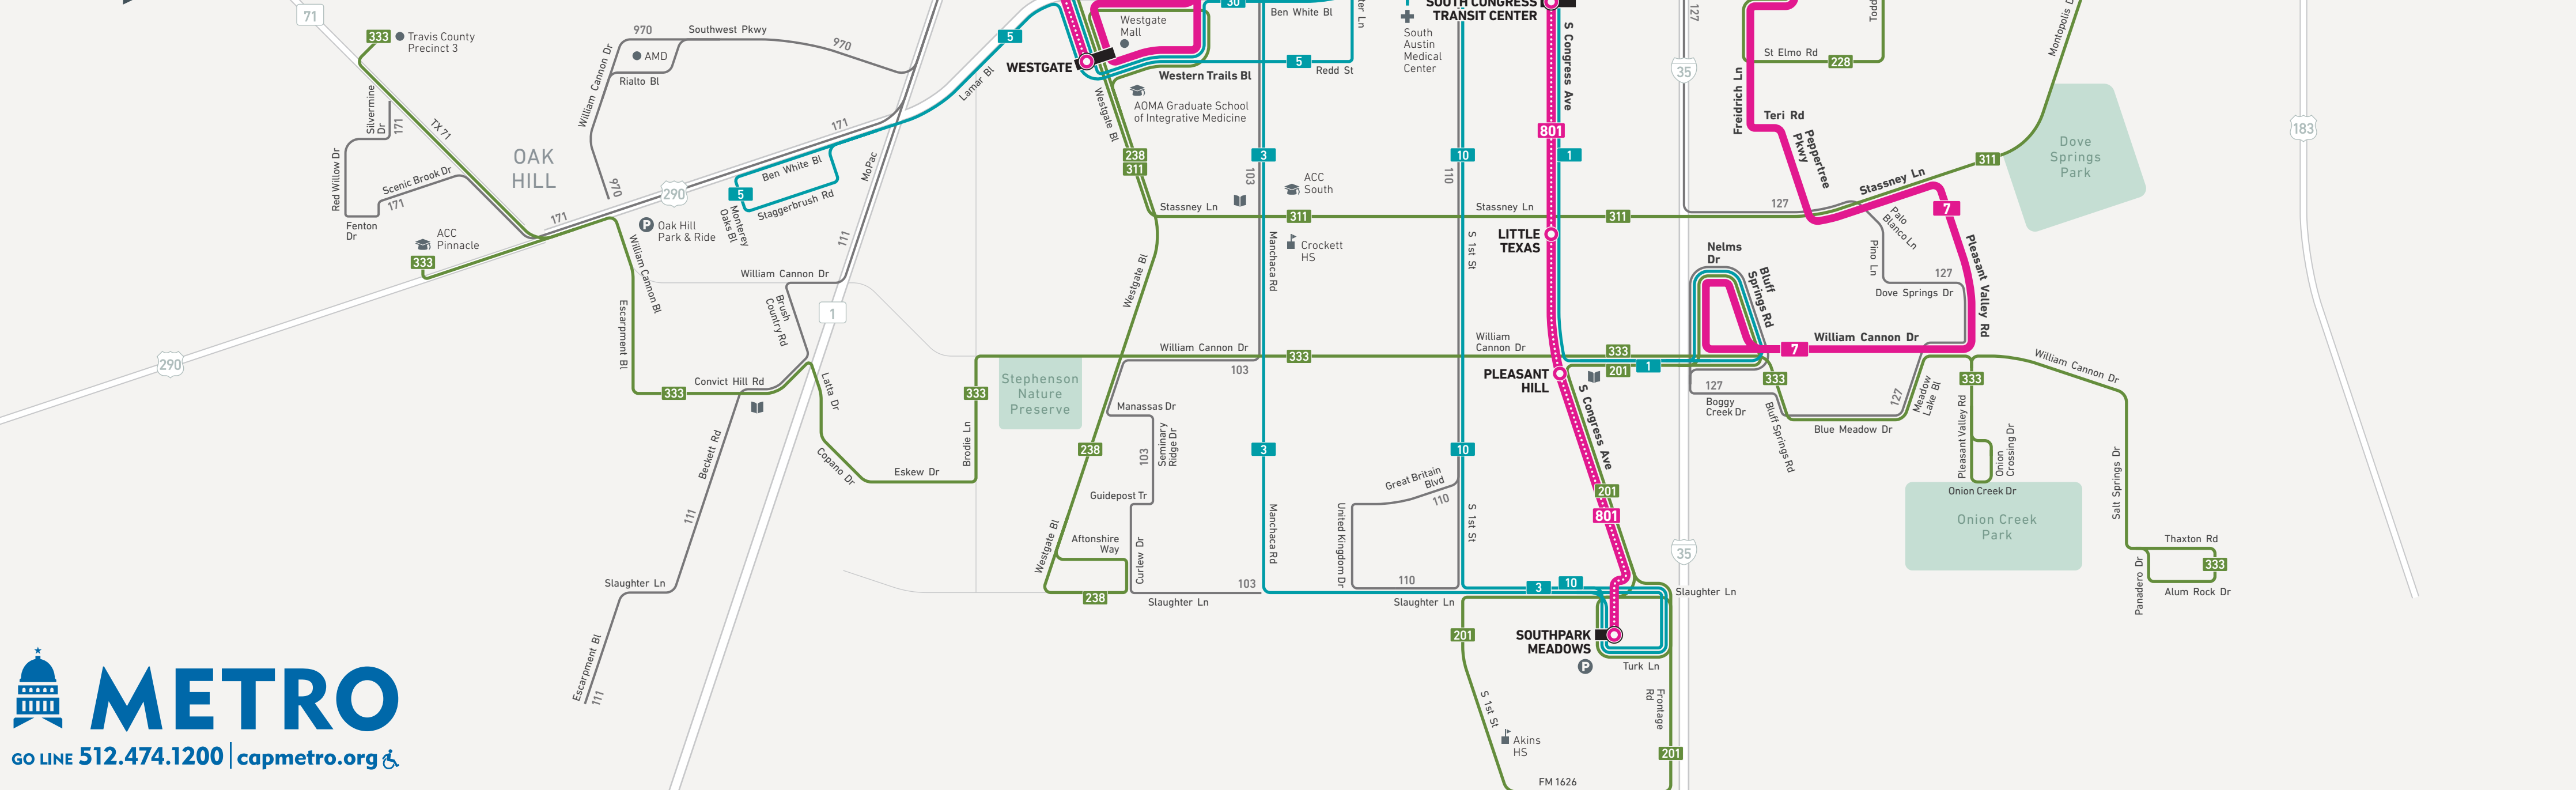 71
333
Travis County
Precinct 3
970
Southwest Pkwy
970
AMD
Rialto Bl
William Cannon Dr
970
5
Lamar Bl
WESTGATE
Westgate
Mall
30
Ben White Bl
5
Redd St
Western Trails Bl
AOMA Graduate School
of Integrative Medicine
Westgate Bl
238
311
South
Austin
Medical
Center
SOUTH CONGRESS
TRANSIT CENTER
S Congress Ave
801
1
127
35
St Elmo Rd
228
Freidrich Ln
Teri Rd
Peppertree
Pkwy
Stassney Ln
311
Dove
Springs
Park
183
Silvermine
Dr
171
TX 71
Red Willow Dr
Scenic Brook Dr
171
Fenton
Dr
OAK
HILL
171
290
171
5
Ben White Bl
Staggerbrush Rd
Monterey
Oaks Bl
MoPac
111
ACC
Pinnacle
333
Oak Hill
Park & Ride
William Cannon Bl
Escarpment Bl
William Cannon Dr
Brush
Country Rd
1
290
Convict Hill Rd
333
Latta Dr
Copano Dr
Eskew Dr
Brodie Ln
333
Stephenson
Nature
Preserve
Beckett Rd
111
Slaughter Ln
Escarpment Bl
111
3
103
ACC
South
10
110
Stassney Ln
311
Stassney Ln
311
Westgate Bl
Manchaca Rd
Crockett
HS
S 1st St
LITTLE
TEXAS
127
7
Palo
Blanco Ln
Pino Ln
127
Dove Springs Dr
Pleasant Valley Rd
Nelms
Dr
Bluff
Springs Rd
William Cannon Dr
333
103
William
Cannon Dr
333
201
1
7
William Cannon Dr
PLEASANT
HILL
S Congress Ave
127
Boggy
Creek Dr
333
Bluff Springs Rd
Blue Meadow Dr
127
Meadow
Lake Bl
333
Pleasant Valley Rd
Onion
Crossing Dr
Onion Creek Dr
Onion Creek
Park
William Cannon Dr
Salt Springs Dr
Thaxton Rd
333
Panadero Dr
Alum Rock Dr
Manassas Dr
238
103
Seminary
Ridge Dr
3
10
Guidepost Tr
Great Britain
Blvd
110
201
801
Westgate Bl
Aftonshire
Way
Curlew Dr
238
103
Slaughter Ln
Manchaca Rd
United Kingdom Dr
110
S 1st St
Slaughter Ln
3
10
35
Slaughter Ln
201
SOUTHPARK
MEADOWS
P
Turk Ln
Frontage
Rd
S 1st St
Akins
HS
201
FM 1626
METRO
GO LINE 512.474.1200 | capmetro.org